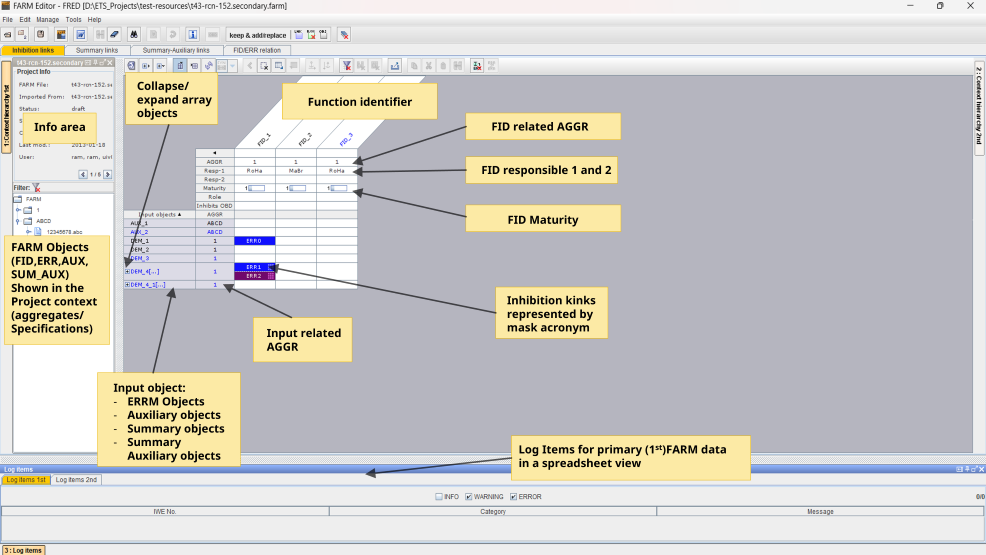 FARM Editor - FRED [D:\ETS_Projects\test-resources\t43-rcn-152.secondary.farm]
File Edit Manage Tools Help
keep & add/replace
Inhibition links Summary links Summary-Auxiliary links FID/ERR relation
t43-rcn-152.secondary
Project Info
FARM File: t43-rcn-152.se
Imported From: t43-rcn-152.se
Status: draft
Info area
Last mod.: 2013-01-18
User: ram, ram, uivi
1 / 8
Filter:
FARM
1
ABCD
12345678.abc
1:Context hierarchy 1st
2 : Context hierarchy 2nd
Collapse/
expand array
objects
Function identifier
FID_1 FID_2 FID_3
AGGR 1 1 1
Resp-1 RoHa MaBr RoHa
Resp-2
Maturity 1 1 1
Role
Inhibits OBD
Input objects AGGR
AUX_1 ABCD
AUX_2 ABCD
DEM_1 1 ERR0
DEM_2 1
DEM_3 1
DEM_4[...] 1 ERR1
ERR2
DEM_4_1[...] 1
FID related AGGR
FID responsible 1 and 2
FID Maturity
FARM Objects
(FID,ERR,AUX,
SUM_AUX)
Shown in the
Project context
(aggregates/
Specifications)
Inhibition kinks
represented by
mask acronym
Input related
AGGR
Input object:
- ERRM Objects
- Auxiliary objects
- Summary objects
- Summary
Auxiliary objects
Log Items for primary (1st)FARM data
in a spreadsheet view
Log items
Log items 1st Log items 2nd
INFO WARNING ERROR
0/0
IWE No. Category Message
3 : Log items